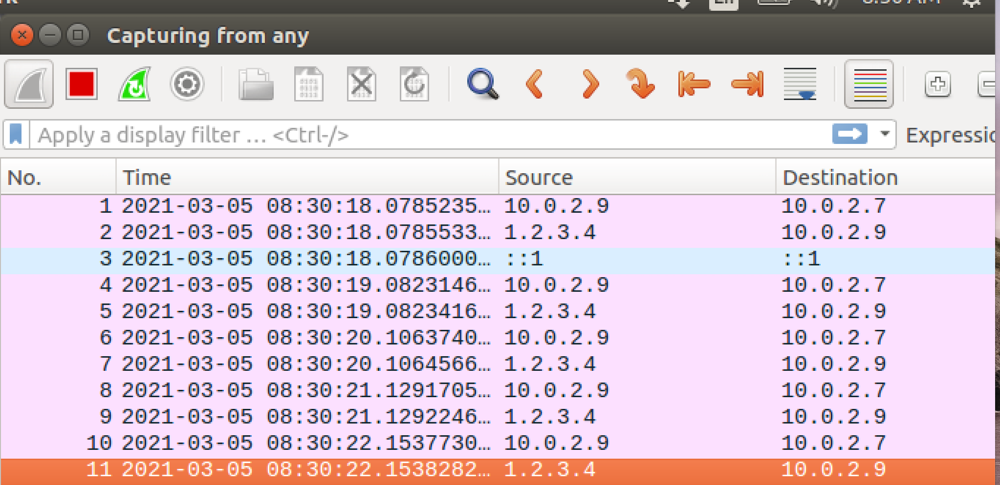 Capturing from any
Apply a display filter … <Ctrl-/>
No. Time Source Destination
1 2021-03-05 08:30:18.0785235… 10.0.2.9 10.0.2.7
2 2021-03-05 08:30:18.0785533… 1.2.3.4 10.0.2.9
3 2021-03-05 08:30:18.0786000… ::1 ::1
4 2021-03-05 08:30:19.0823146… 10.0.2.9 10.0.2.7
5 2021-03-05 08:30:19.0823416… 1.2.3.4 10.0.2.9
6 2021-03-05 08:30:20.1063740… 10.0.2.9 10.0.2.7
7 2021-03-05 08:30:20.1064566… 1.2.3.4 10.0.2.9
8 2021-03-05 08:30:21.1291705… 10.0.2.9 10.0.2.7
9 2021-03-05 08:30:21.1292246… 1.2.3.4 10.0.2.9
10 2021-03-05 08:30:22.1537730… 10.0.2.9 10.0.2.7
11 2021-03-05 08:30:22.1538282… 1.2.3.4 10.0.2.9